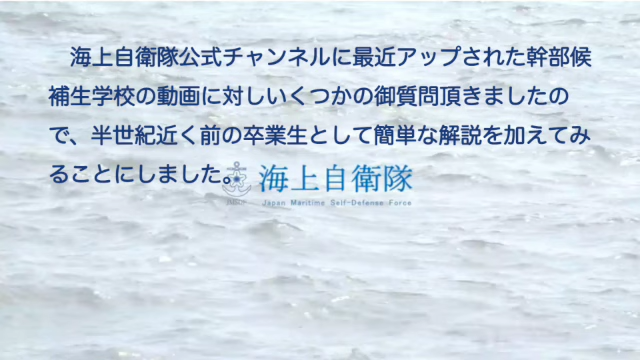 海上自衛隊公式チャンネルに最近アップされた幹部候
補生学校の動画に対しいくつかの御質問頂きましたの
で、半世紀近く前の卒業生として簡単な解説を加えてみ
ることにしました。
海上自衛隊
Japan Maritime Self-Defense Force